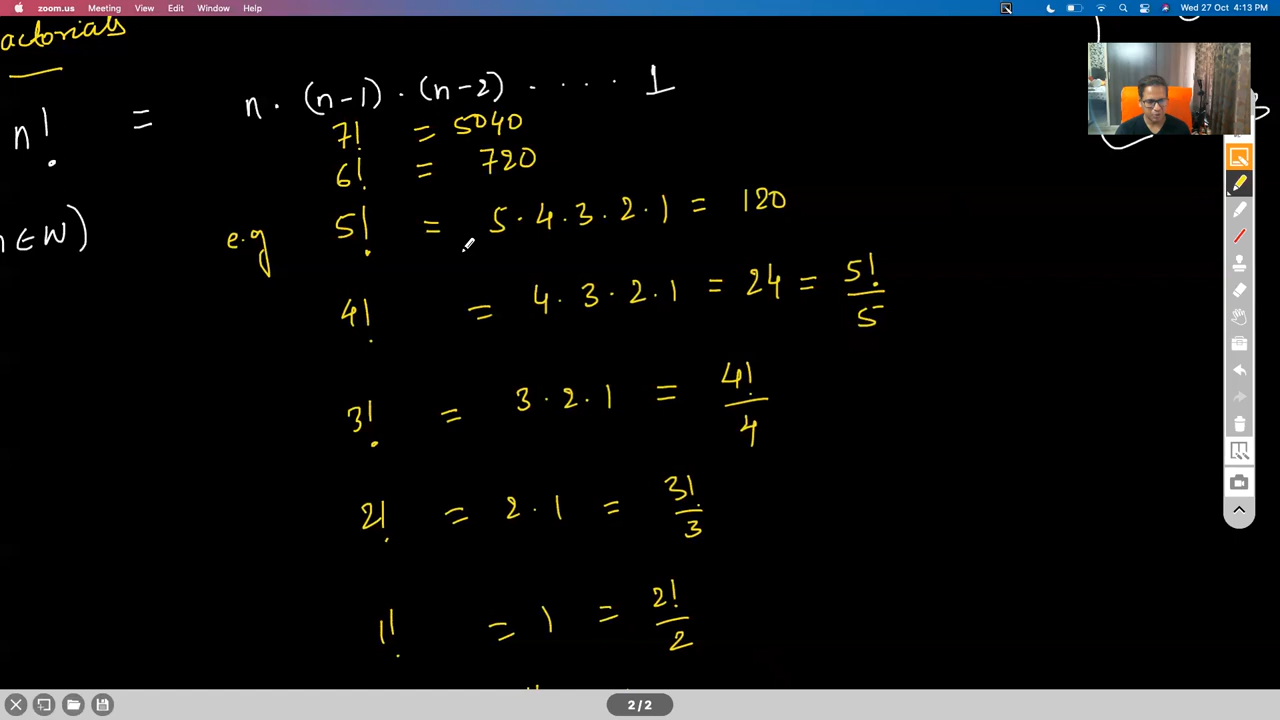 zoom.us Meeting View Edit Window Help Wed 27 Oct 4:13 PM
actorials
n! = n · (n-1) · (n-2) · · · · · 1
7! = 5040
6! = 720
n ∈ W) e.g 5! = 5 · 4 · 3 · 2 · 1 = 120
4! = 4 · 3 · 2 · 1 = 24 = 5!/5
3! = 3 · 2 · 1 = 4!/4
2! = 2 · 1 = 3!/3
1! = 1 = 2!/2
2/2